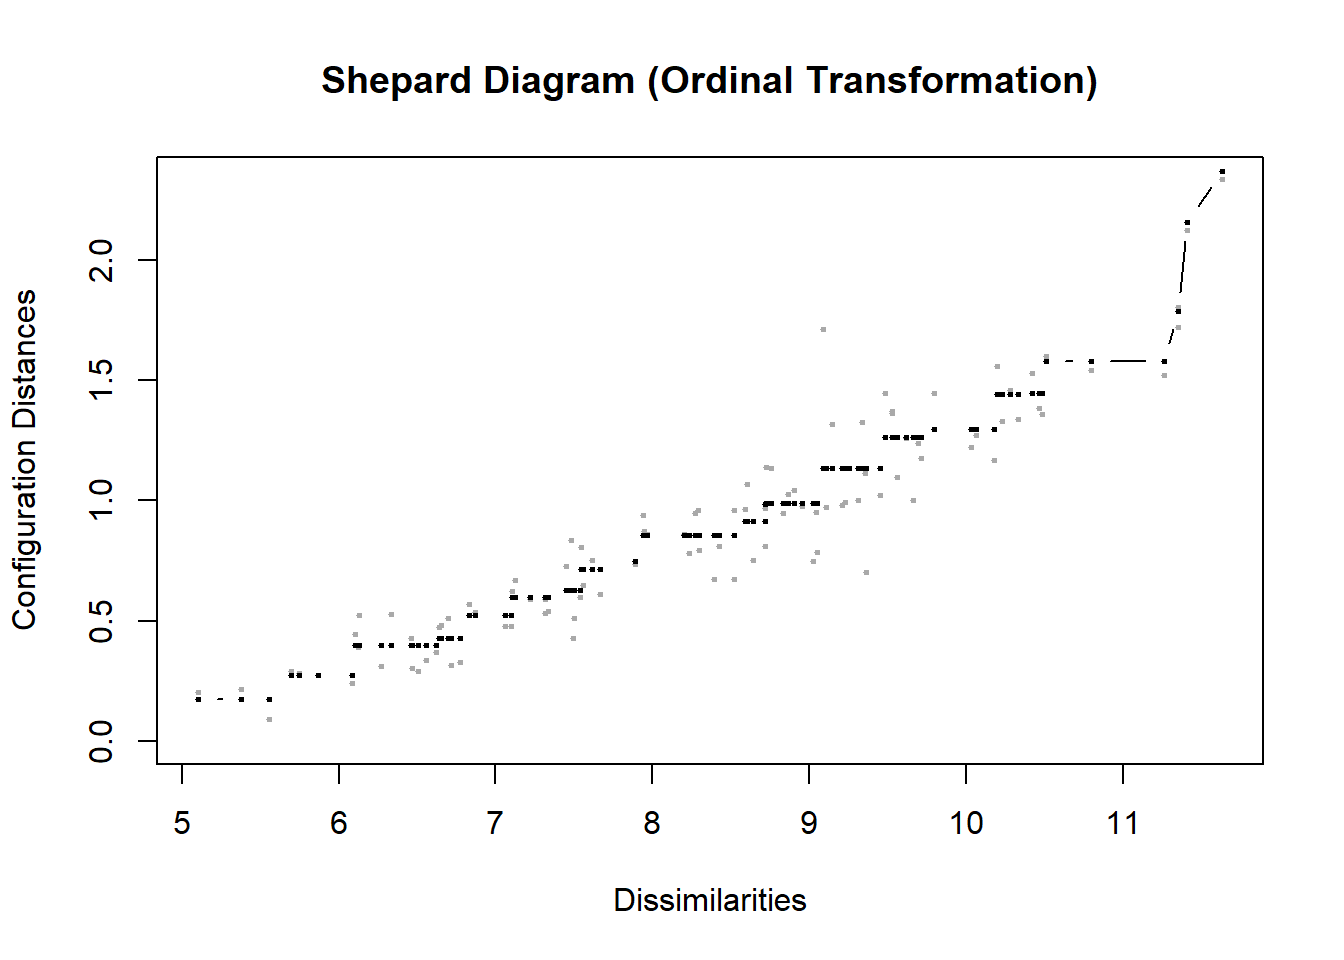 Shepard Diagram (Ordinal Transformation)
Configuration Distances
2.0
1.5
1.0
0.5
0.0
5 6 7 8 9 10 11
Dissimilarities